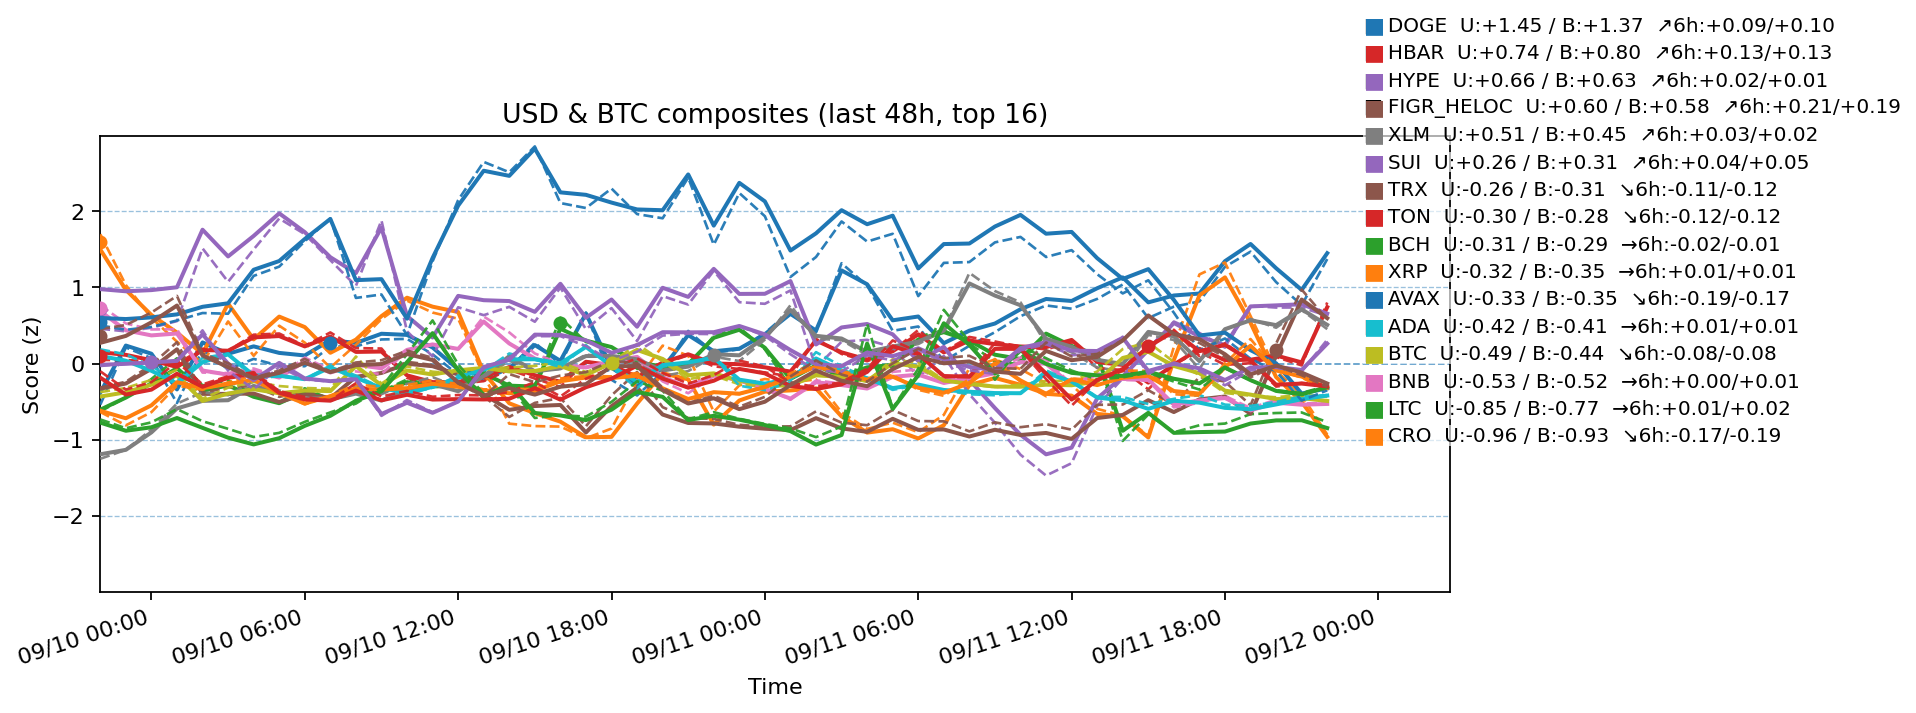 DOGE  U:+1.45 / B:+1.37  ↗6h:+0.09/+0.10
HBAR  U:+0.74 / B:+0.80  ↗6h:+0.13/+0.13
HYPE  U:+0.66 / B:+0.63  ↗6h:+0.02/+0.01
FIGR_HELOC  U:+0.60 / B:+0.58  ↗6h:+0.21/+0.19
XLM  U:+0.51 / B:+0.45  ↗6h:+0.03/+0.02
SUI  U:+0.26 / B:+0.31  ↗6h:+0.04/+0.05
TRX  U:-0.26 / B:-0.31  ↘6h:-0.11/-0.12
TON  U:-0.30 / B:-0.28  ↘6h:-0.12/-0.12
BCH  U:-0.31 / B:-0.29  →6h:-0.02/-0.01
XRP  U:-0.32 / B:-0.35  →6h:+0.01/+0.01
AVAX  U:-0.33 / B:-0.35  ↘6h:-0.19/-0.17
ADA  U:-0.42 / B:-0.41  →6h:+0.01/+0.01
BTC  U:-0.49 / B:-0.44  ↘6h:-0.08/-0.08
BNB  U:-0.53 / B:-0.52  →6h:+0.00/+0.01
LTC  U:-0.85 / B:-0.77  →6h:+0.01/+0.02
CRO  U:-0.96 / B:-0.93  ↘6h:-0.17/-0.19
USD & BTC composites (last 48h, top 16)
Score (z)
2
1
0
−1
−2
09/10 00:00
09/10 06:00
09/10 12:00
09/10 18:00
09/11 00:00
09/11 06:00
09/11 12:00
09/11 18:00
09/12 00:00
Time